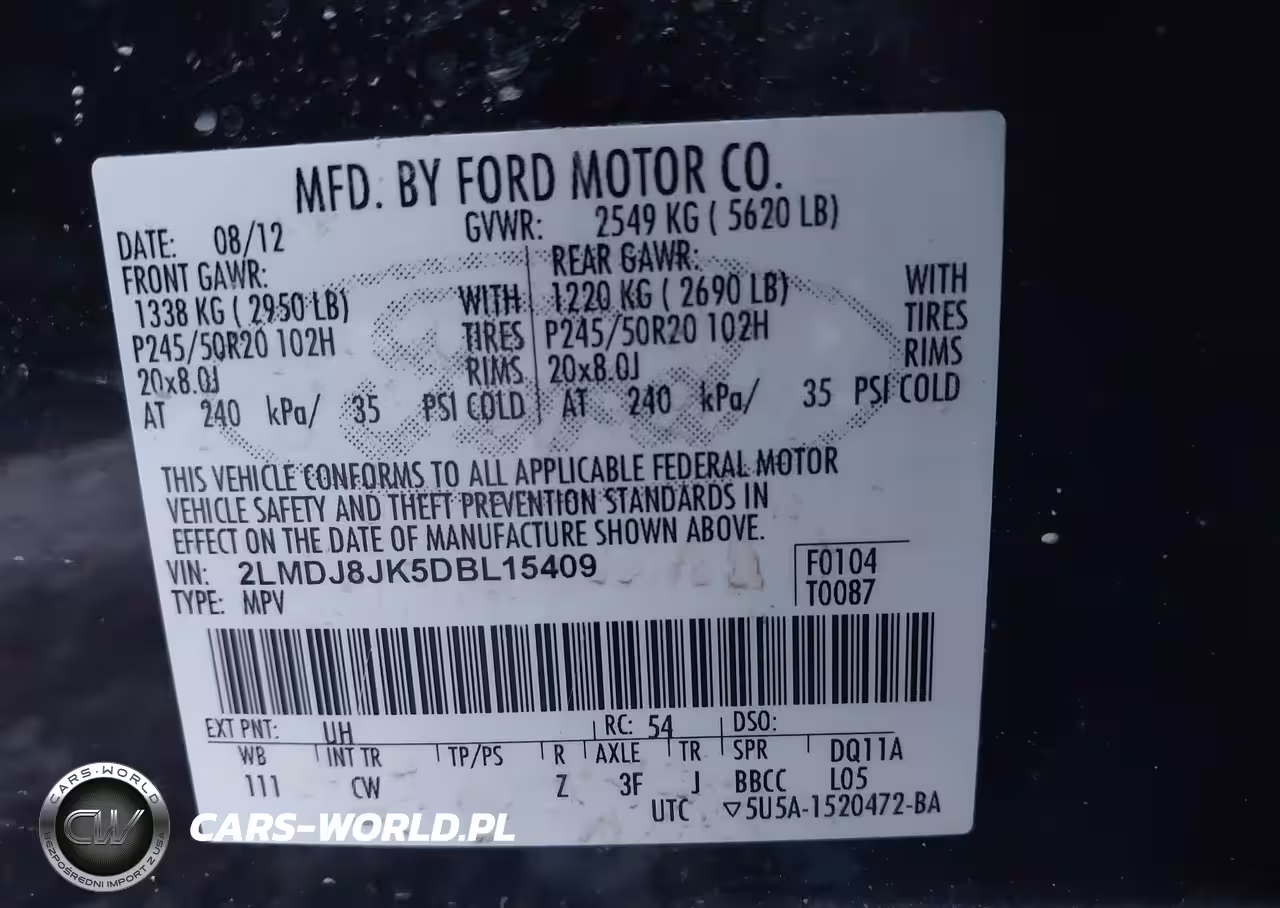 MFD. BY FORD MOTOR CO.
DATE: 08/12 GVWR: 2549 KG ( 5620 LB)
FRONT GAWR: REAR GAWR:
1338 KG ( 2950 LB) WITH 1220 KG ( 2690 LB) WITH
P245/50R20 102H TIRES P245/50R20 102H TIRES
20x8.0J RIMS 20x8.0J RIMS
AT 240 kPa/ 35 PSI COLD AT 240 kPa/ 35 PSI COLD
THIS VEHICLE CONFORMS TO ALL APPLICABLE FEDERAL MOTOR
VEHICLE SAFETY AND THEFT PREVENTION STANDARDS IN
EFFECT ON THE DATE OF MANUFACTURE SHOWN ABOVE.
VIN: 2LMDJ8JK5DBL15409 F0104
TYPE: MPV T0087
EXT PNT: UH RC: 54 DSO:
WB INT TR TP/PS R AXLE TR SPR DQ11A
111 CW Z 3F J BBCC L05
UTC ▽5U5A-1520472-BA
CARS-WORLD
CW
BEZPOŚREDNI IMPORT Z USA
CARS-WORLD.PL